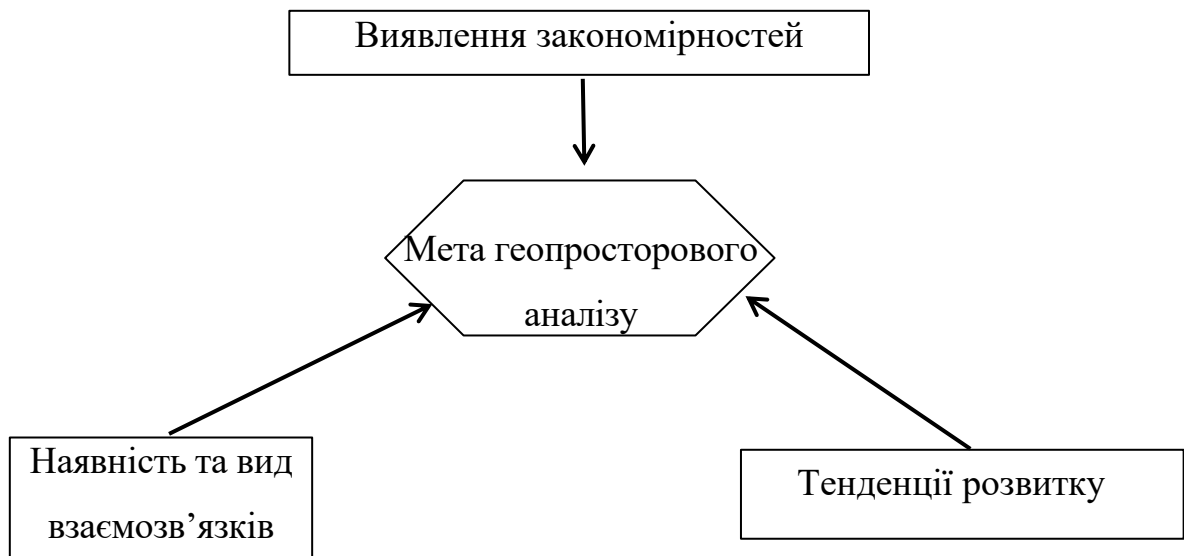 Виявлення закономірностей
Мета геопросторового
аналізу
Наявність та вид
взаємозв’язків
Тенденції розвитку